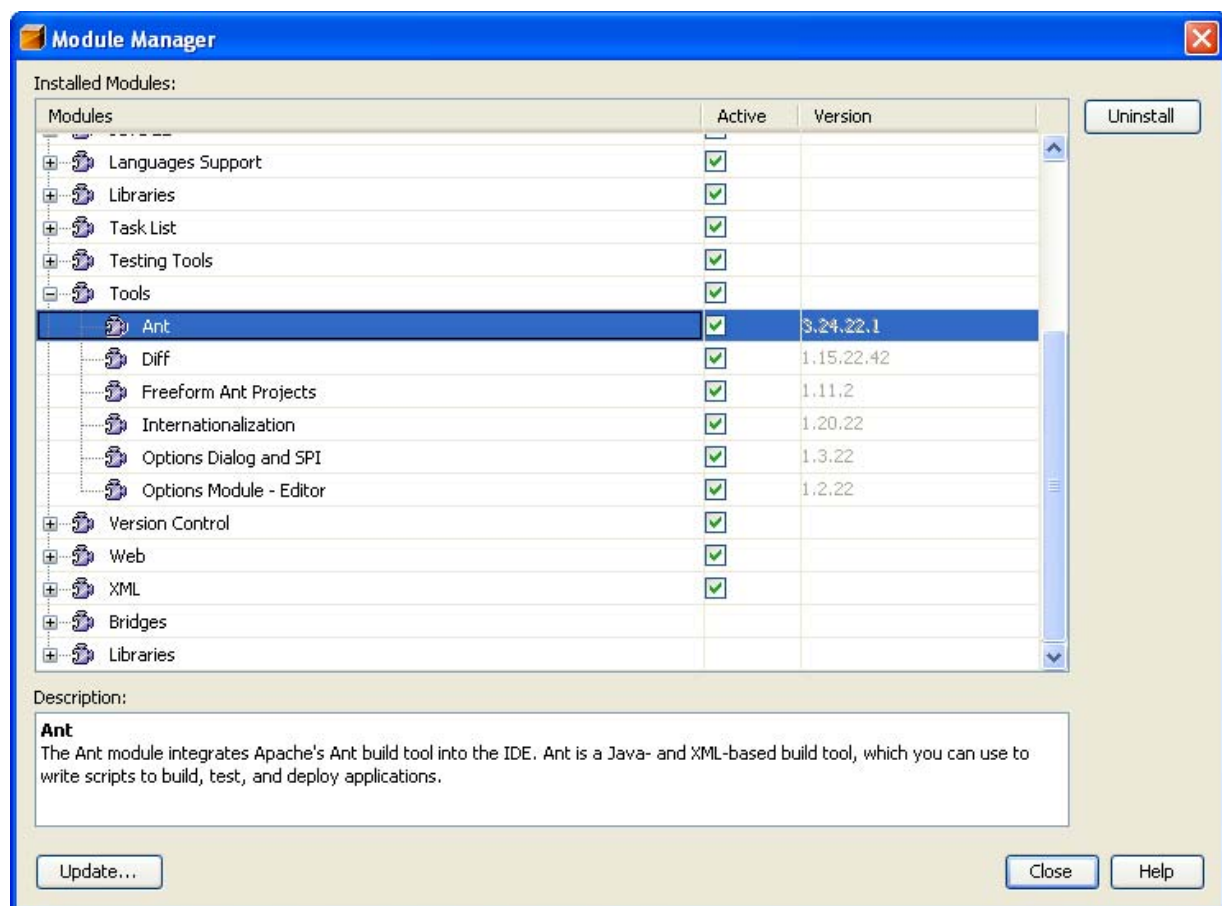 Module Manager
Installed Modules:
Modules Active Version
Uninstall
Languages Support
Libraries
Task List
Testing Tools
Tools
Ant 3.24.22.1
Diff 1.15.22.42
Freeform Ant Projects 1.11.2
Internationalization 1.20.22
Options Dialog and SPI 1.3.22
Options Module - Editor 1.2.22
Version Control
Web
XML
Bridges
Libraries
Description:
Ant
The Ant module integrates Apache's Ant build tool into the IDE. Ant is a Java- and XML-based build tool, which you can use to
write scripts to build, test, and deploy applications.
Update... Close Help